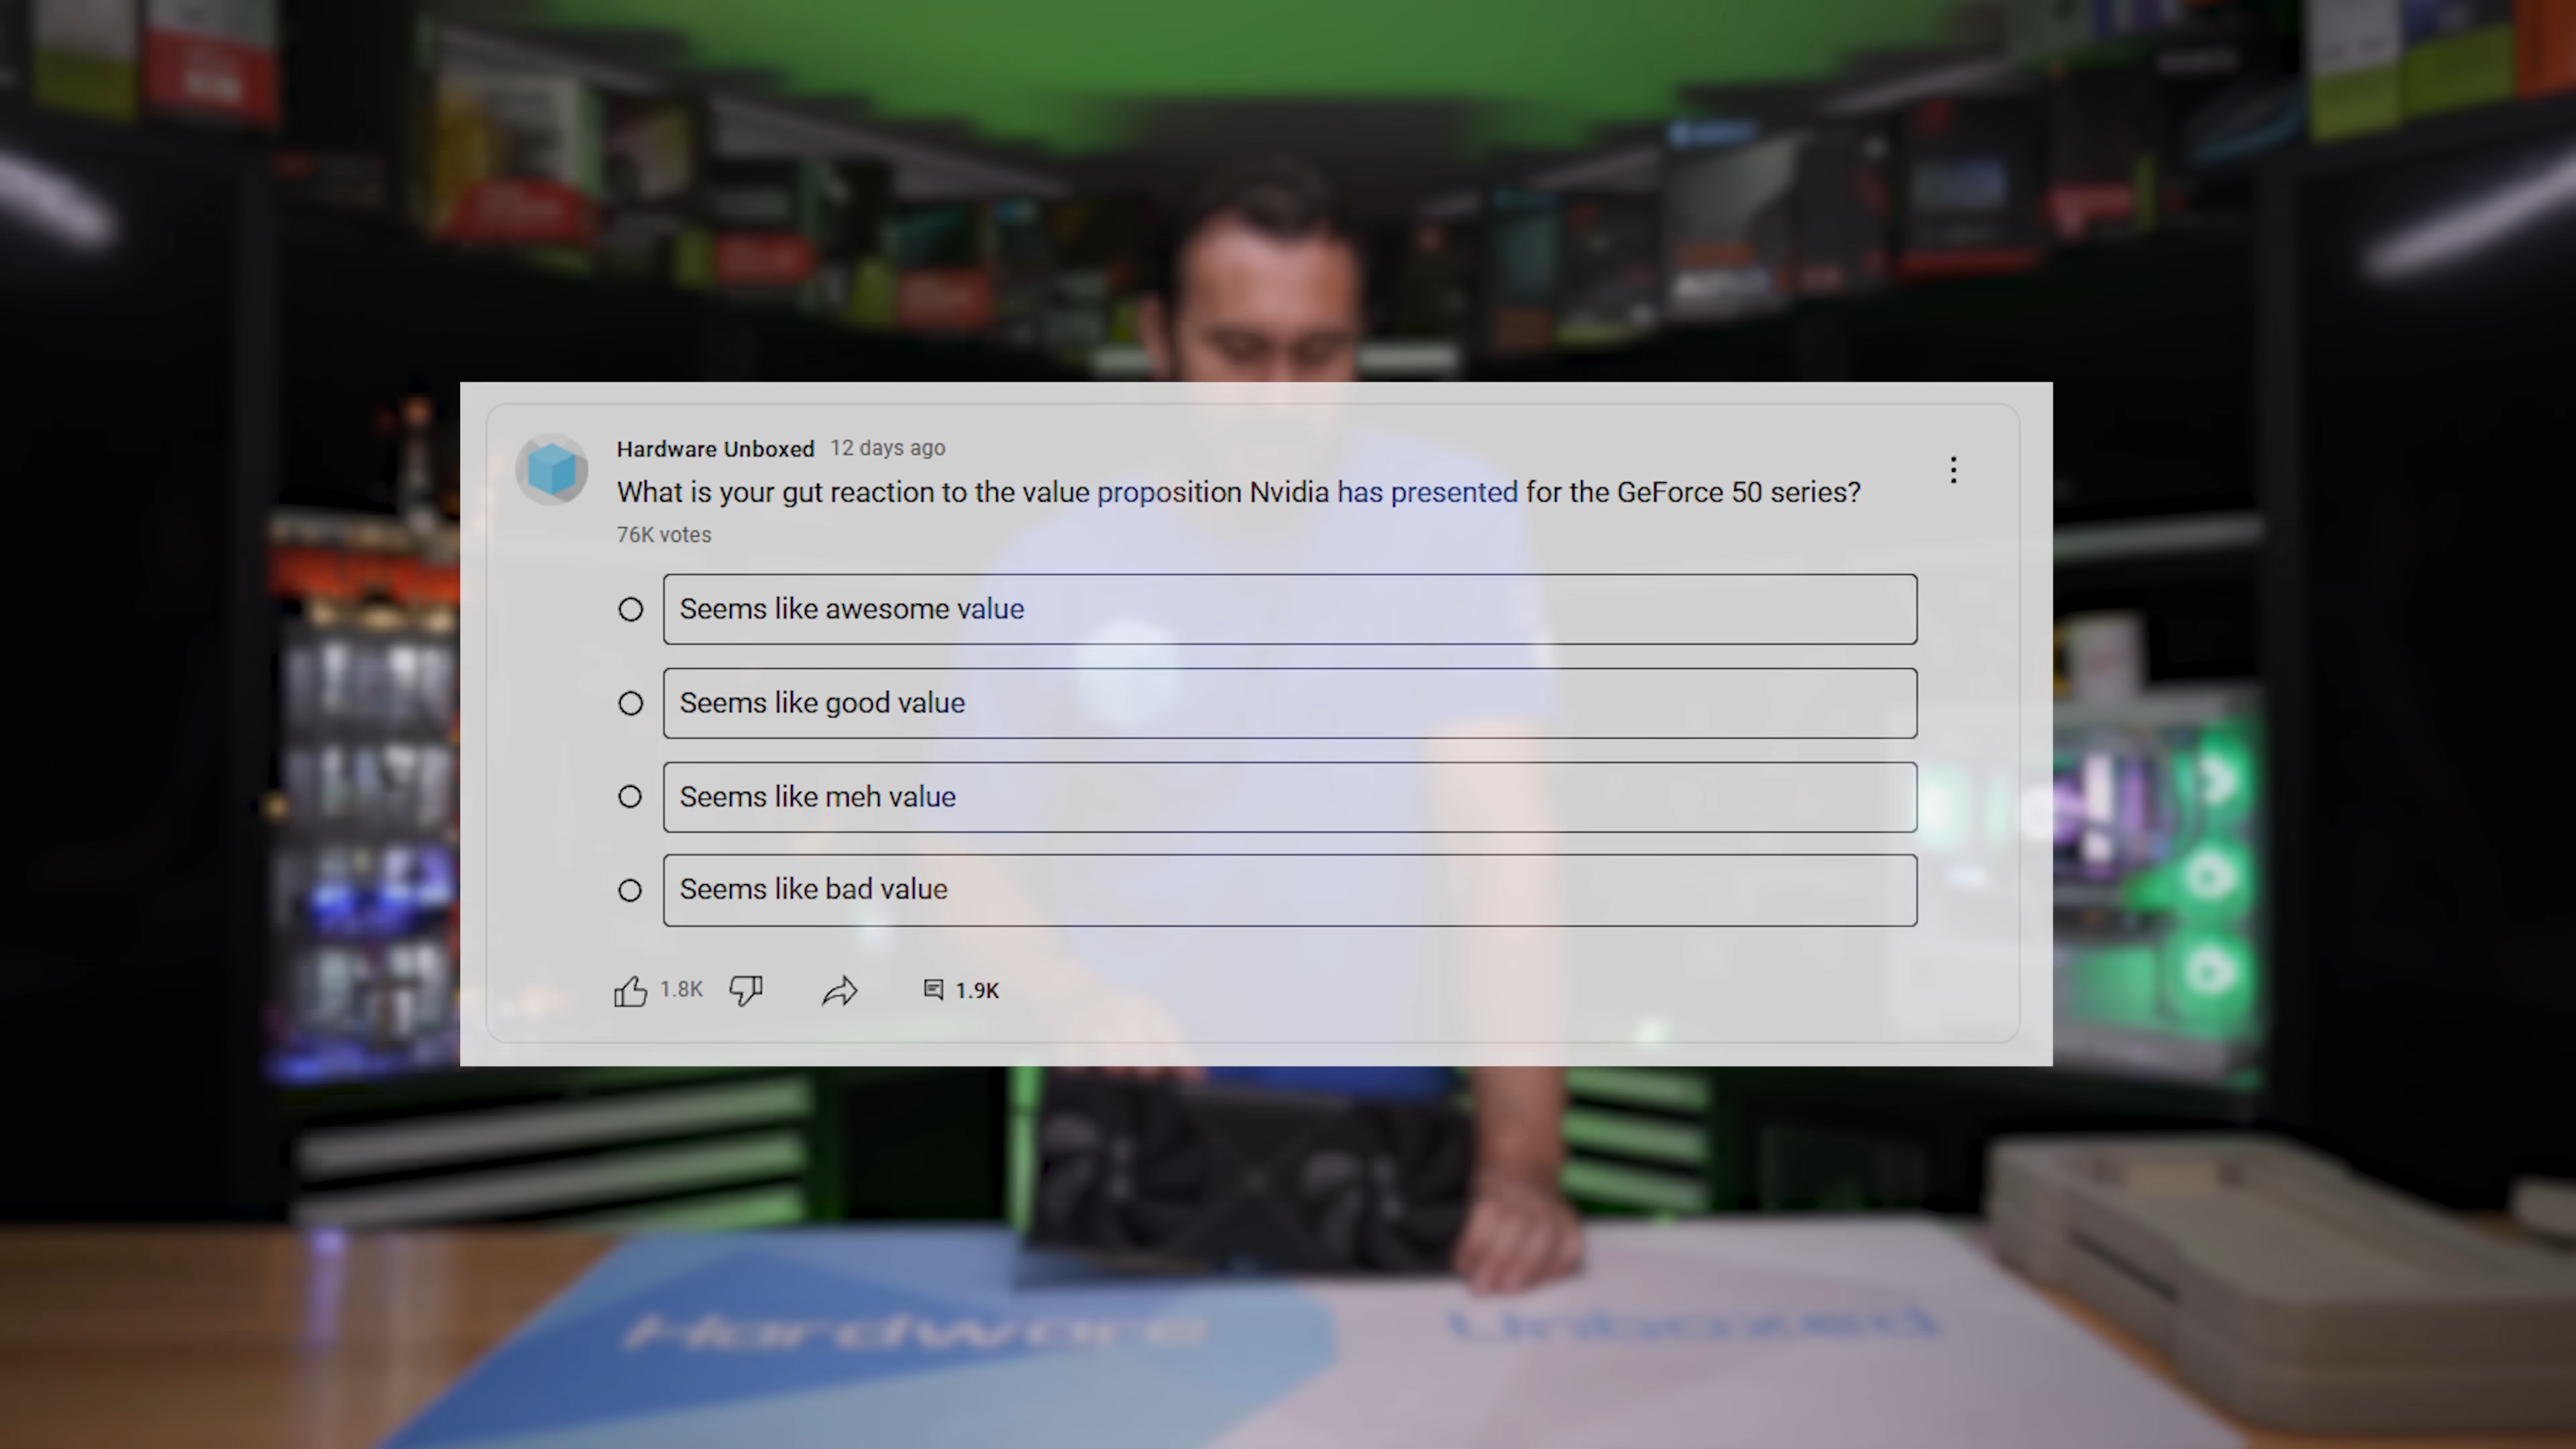 Hardware Unboxed 12 days ago
What is your gut reaction to the value proposition Nvidia has presented for the GeForce 50 series?
76K votes
Seems like awesome value
Seems like good value
Seems like meh value
Seems like bad value
1.8K 1.9K
Hardware Unboxed